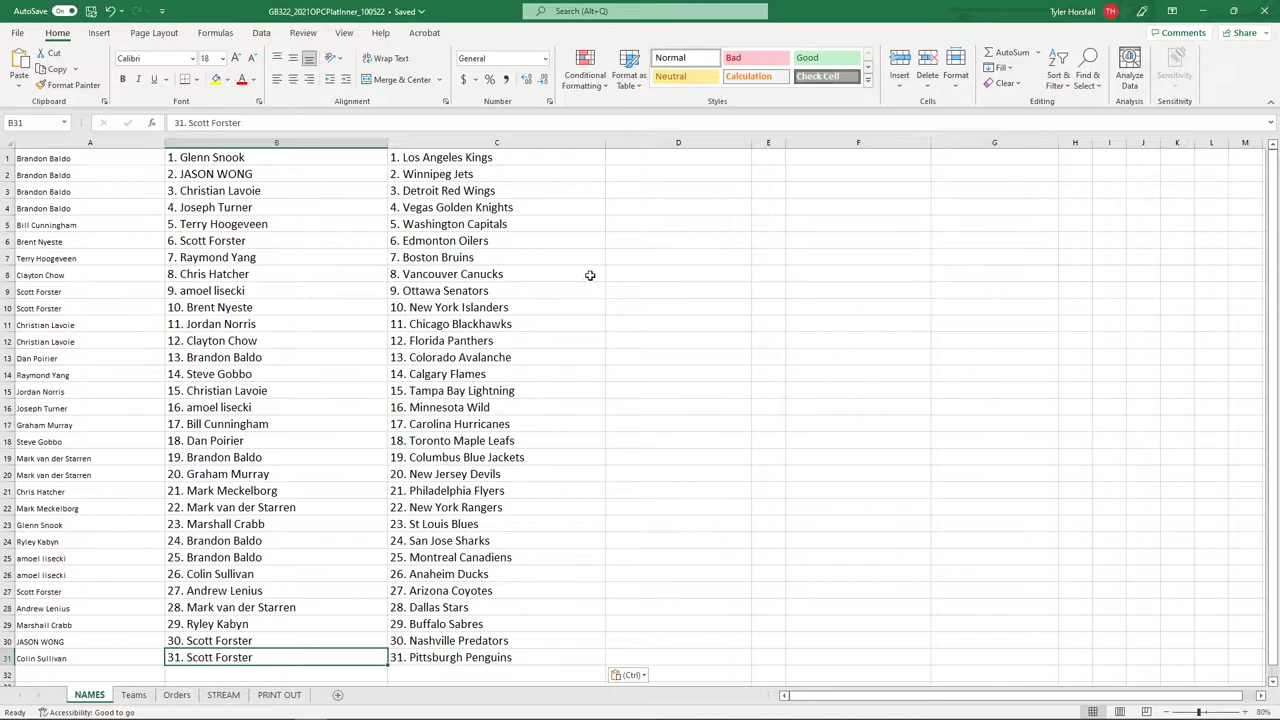 AutoSave On GB322_2021OPCPlatInner_100522 - Saved Search (Alt+Q) Tyler Horsfall TH
File Home Insert Page Layout Formulas Data Review View Help Acrobat Comments Share
Paste Cut Copy Format Painter Calibri 18 B I U A A A Wrap Text Merge & Center General $ % Conditional Formatting Format as Table Normal Bad Good Neutral Calculation Check Cell Insert Delete Format AutoSum Fill Clear Sort & Filter Find & Select Analyze Data Sensitivity
Clipboard Font Alignment Number Styles Cells Editing Analysis Sensitivity
B31 fx 31. Scott Forster
A B C D E F G H I J K L M
1 Brandon Baldo 1. Glenn Snook 1. Los Angeles Kings
2 Brandon Baldo 2. JASON WONG 2. Winnipeg Jets
3 Brandon Baldo 3. Christian Lavoie 3. Detroit Red Wings
4 Brandon Baldo 4. Joseph Turner 4. Vegas Golden Knights
5 Bill Cunningham 5. Terry Hoogeveen 5. Washington Capitals
6 Brent Nyeste 6. Scott Forster 6. Edmonton Oilers
7 Terry Hoogeveen 7. Raymond Yang 7. Boston Bruins
8 Clayton Chow 8. Chris Hatcher 8. Vancouver Canucks
9 Scott Forster 9. amoel lisecki 9. Ottawa Senators
10 Scott Forster 10. Brent Nyeste 10. New York Islanders
11 Christian Lavoie 11. Jordan Norris 11. Chicago Blackhawks
12 Christian Lavoie 12. Clayton Chow 12. Florida Panthers
13 Dan Poirier 13. Brandon Baldo 13. Colorado Avalanche
14 Raymond Yang 14. Steve Gobbo 14. Calgary Flames
15 Jordan Norris 15. Christian Lavoie 15. Tampa Bay Lightning
16 Joseph Turner 16. amoel lisecki 16. Minnesota Wild
17 Graham Murray 17. Bill Cunningham 17. Carolina Hurricanes
18 Steve Gobbo 18. Dan Poirier 18. Toronto Maple Leafs
19 Mark van der Starren 19. Brandon Baldo 19. Columbus Blue Jackets
20 Mark van der Starren 20. Graham Murray 20. New Jersey Devils
21 Chris Hatcher 21. Mark Meckelborg 21. Philadelphia Flyers
22 Mark Meckelborg 22. Mark van der Starren 22. New York Rangers
23 Glenn Snook 23. Marshall Crabb 23. St Louis Blues
24 Ryley Kabyn 24. Brandon Baldo 24. San Jose Sharks
25 amoel lisecki 25. Brandon Baldo 25. Montreal Canadiens
26 amoel lisecki 26. Colin Sullivan 26. Anaheim Ducks
27 Scott Forster 27. Andrew Lenius 27. Arizona Coyotes
28 Andrew Lenius 28. Mark van der Starren 28. Dallas Stars
29 Marshall Crabb 29. Ryley Kabyn 29. Buffalo Sabres
30 JASON WONG 30. Scott Forster 30. Nashville Predators
31 Colin Sullivan 31. Scott Forster 31. Pittsburgh Penguins
32 (Ctrl)
NAMES Teams Orders STREAM PRINT OUT
Ready Accessibility: Good to go 80%